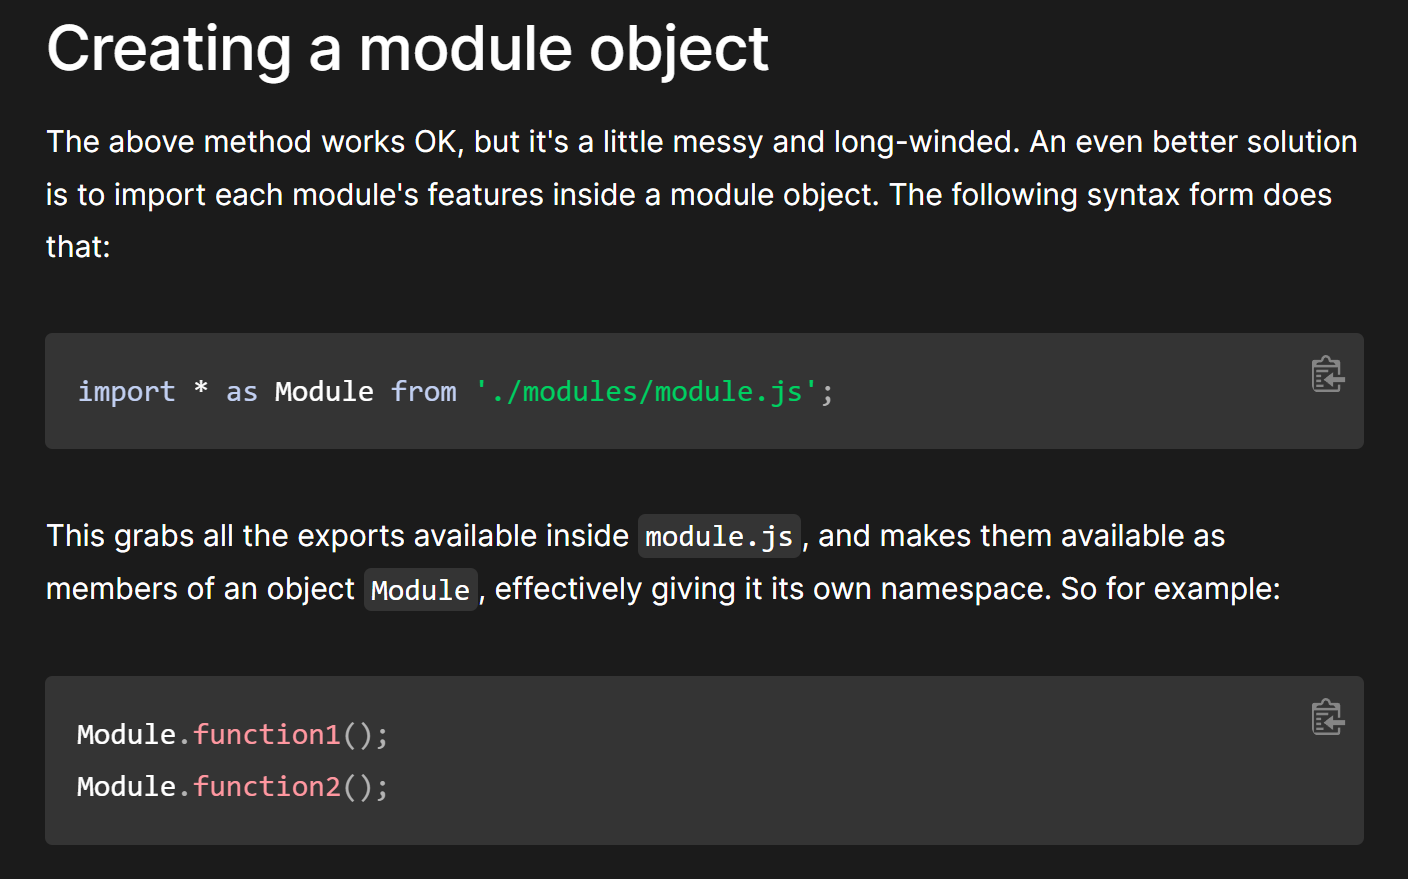 Creating a module object
The above method works OK, but it's a little messy and long-winded. An even better solution
is to import each module's features inside a module object. The following syntax form does
that:
import * as Module from './modules/module.js';
This grabs all the exports available inside module.js, and makes them available as
members of an object Module, effectively giving it its own namespace. So for example:
Module.function1();
Module.function2();